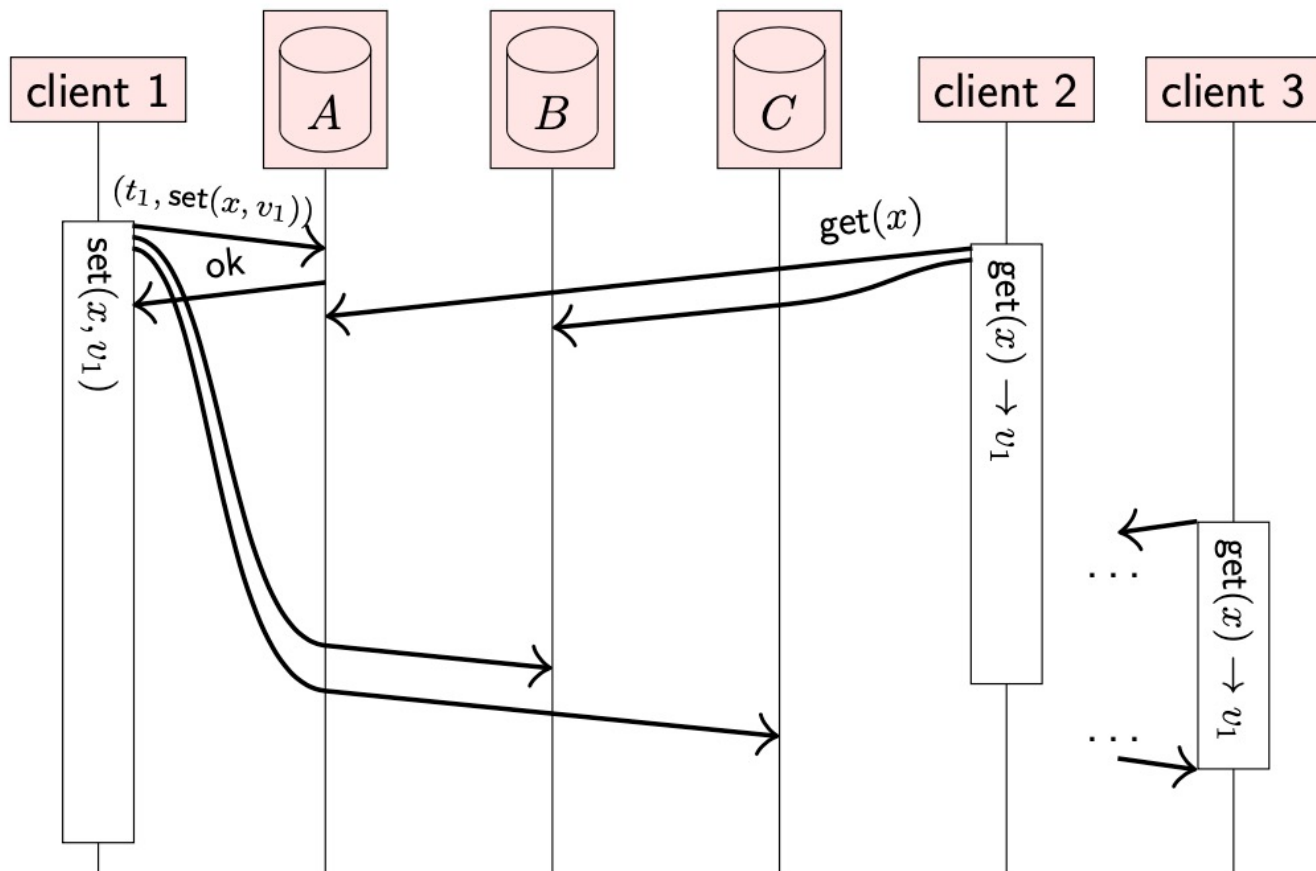 client 1
A
B
C
client 2
client 3
(t₁, set(x, v₁))
ok
get(x)
set(x, v₁)
get(x) → v₁
...
get(x) → v₁
...